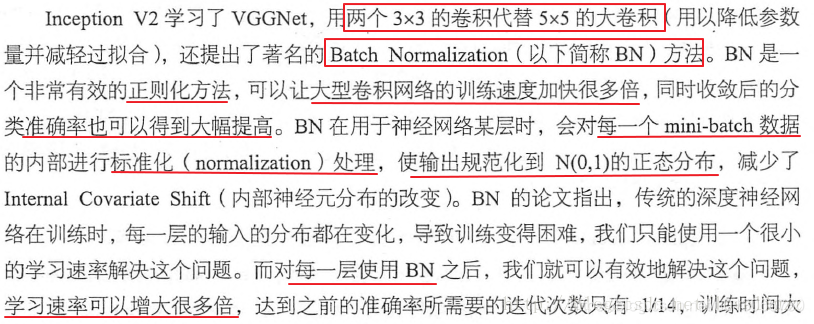 Inception V2 学习了 VGGNet，用两个 3×3 的卷积代替 5×5 的大卷积（用以降低参数
量并减轻过拟合），还提出了著名的 Batch Normalization（以下简称 BN）方法。BN 是一
个非常有效的正则化方法，可以让大型卷积网络的训练速度加快很多倍，同时收敛后的分
类准确率也可以得到大幅提高。BN 在用于神经网络某层时，会对每一个 mini-batch 数据
的内部进行标准化（normalization）处理，使输出规范化到 N(0,1)的正态分布，减少了
Internal Covariate Shift（内部神经元分布的改变）。BN 的论文指出，传统的深度神经网
络在训练时，每一层的输入的分布都在变化，导致训练变得困难，我们只能使用一个很小
的学习速率解决这个问题。而对每一层使用 BN 之后，我们就可以有效地解决这个问题，
学习速率可以增大很多倍，达到之前的准确率所需要的迭代次数只有 1/14，训练时间大